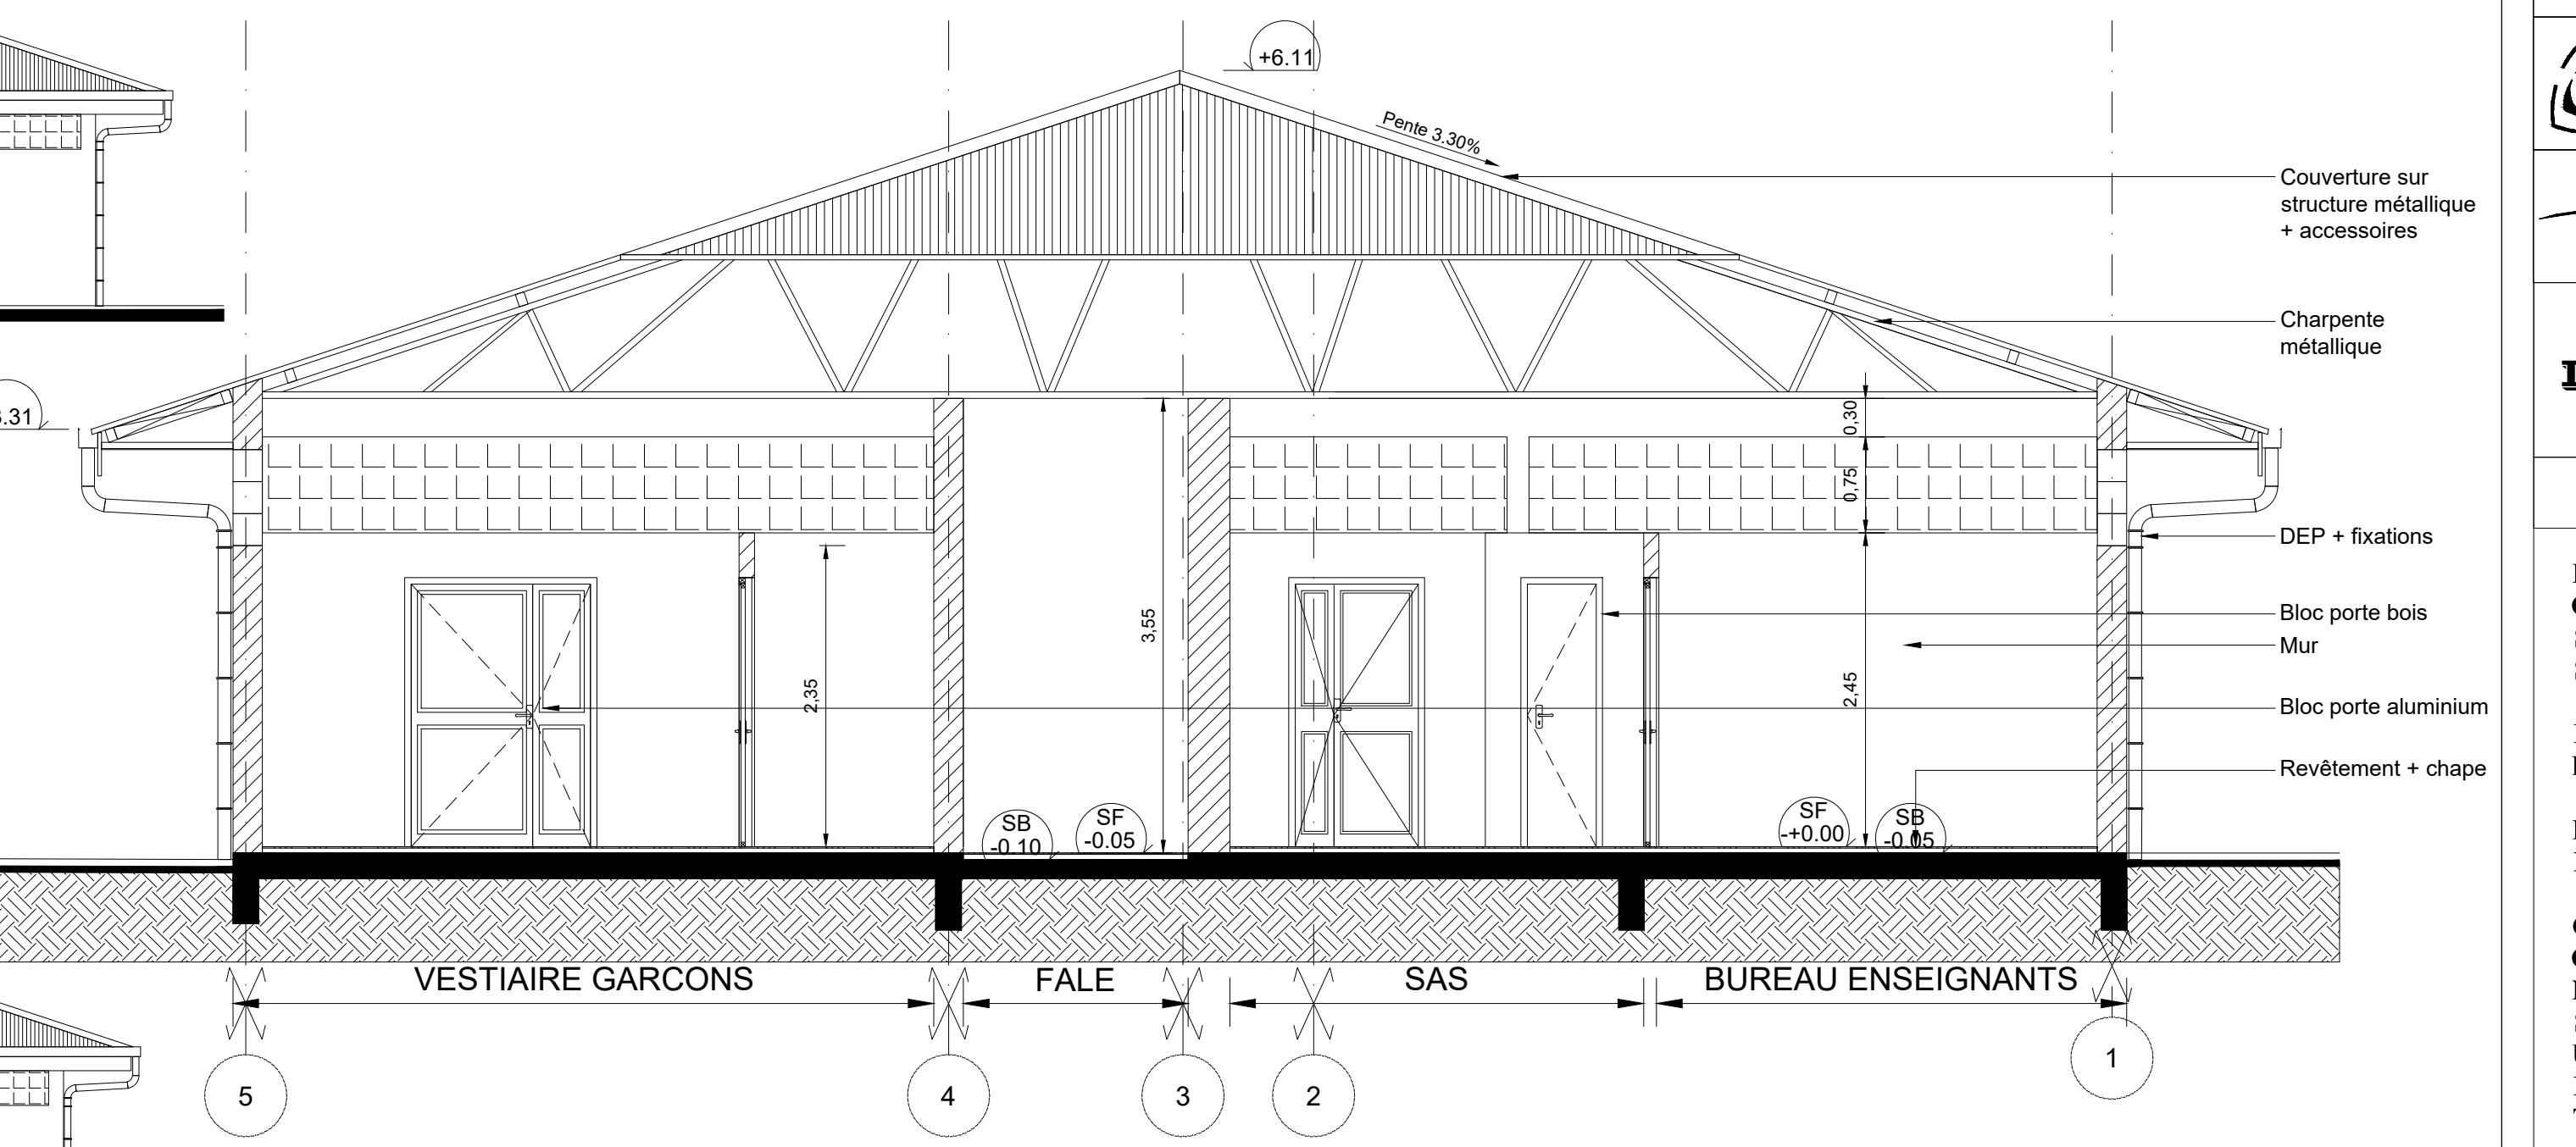 +6.11
Pente 3.30%
Couverture sur
structure métallique
+ accessoires
Charpente
métallique
0,30
0,75
DEP + fixations
Bloc porte bois
Mur
3,55
2,35
2,45
Bloc porte aluminium
Revêtement + chape
SB
-0.10
SF
-0.05
SF
-+0.00
SB
-0.05
VESTIAIRE GARCONS
FALE
SAS
BUREAU ENSEIGNANTS
5
4
3
2
1